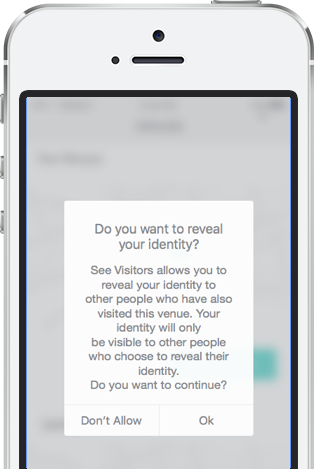 Do you want to reveal
your identity?
See Visitors allows you to
reveal your identity to
other people who have also
visited this venue. Your
identity will only
be visible to other people
who choose to reveal their
identity.
Do you want to continue?
Don't Allow
Ok